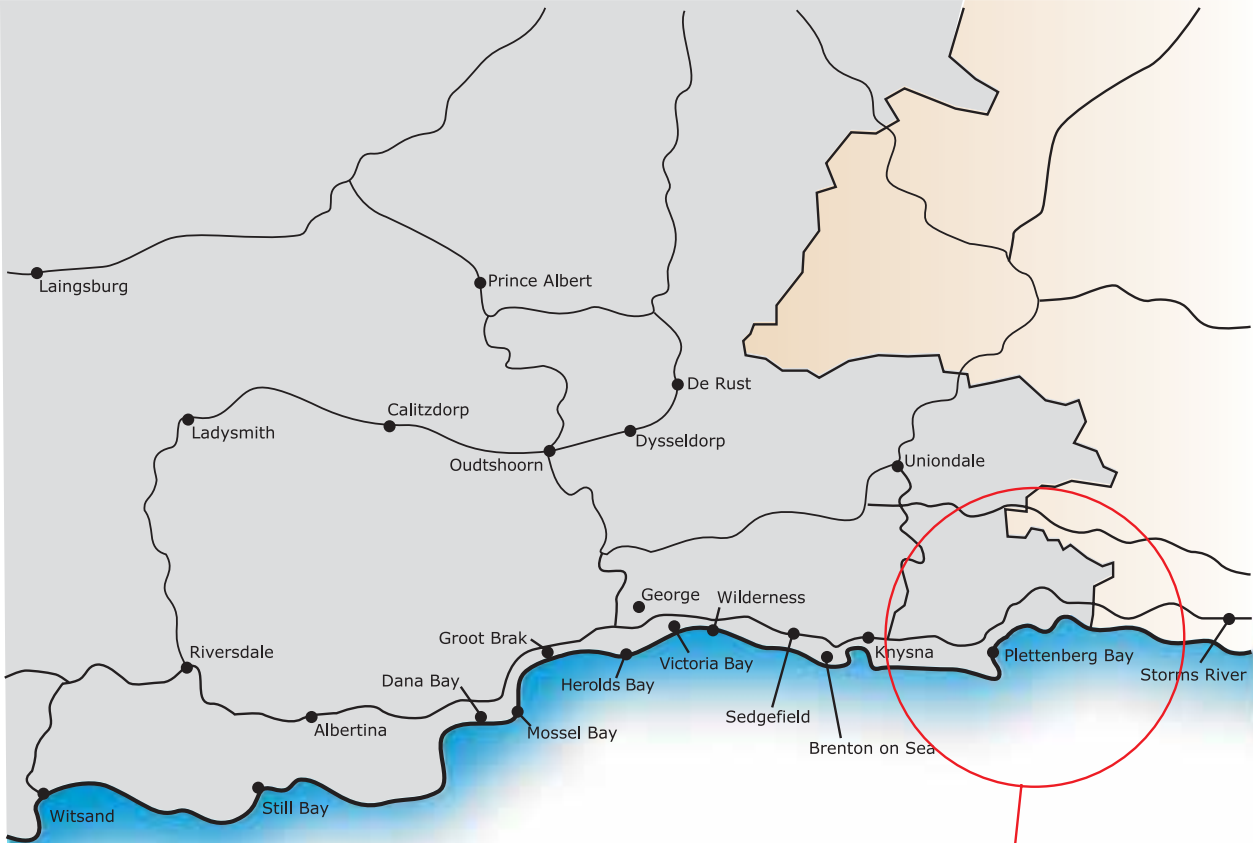 Prince Albert
Laingsburg
De Rust
Calitzdorp
Ladysmith
Dysseldorp
Oudtshoorn
Uniondale
George
Wilderness
Groot Brak
Riversdale
Knysna
Victoria Bay
Plettenberg Bay
Storms River
Dana Bay
Herolds Bay
Sedgefield
Albertina
Mossel Bay
Brenton on Sea
Still Bay
Witsand